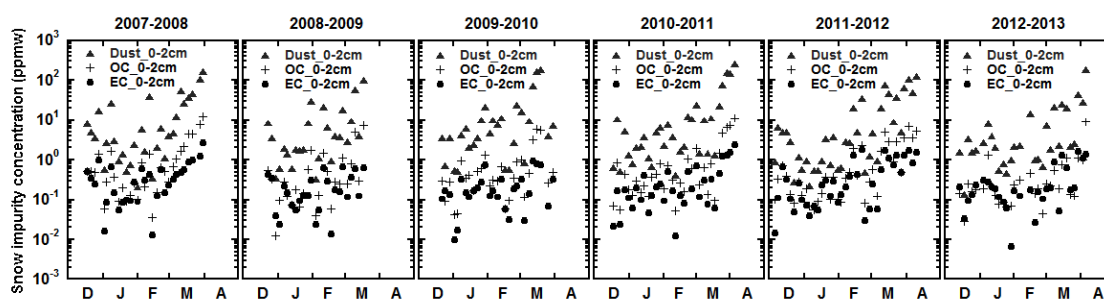 2007-2008 2008-2009 2009-2010 2010-2011 2011-2012 2012-2013
Snow impurity concentration (ppmw)
10³
10²
10¹
10⁰
10⁻¹
10⁻²
10⁻³
Dust_0-2cm Dust_0-2cm Dust_0-2cm Dust_0-2cm Dust_0-2cm Dust_0-2cm
OC_0-2cm OC_0-2cm OC_0-2cm OC_0-2cm OC_0-2cm OC_0-2cm
EC_0-2cm EC_0-2cm EC_0-2cm EC_0-2cm EC_0-2cm EC_0-2cm
D J F M A D J F M A D J F M A D J F M A D J F M A D J F M A